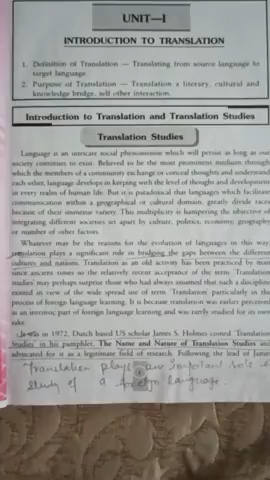 UNIT—I
INTRODUCTION TO TRANSLATION
1. Definition of Translation — Translating from source language to
target language.
2. Purpose of Translation — Translation a literary, cultural and
knowledge bridge, self other interaction.
Introduction to Translation and Translation Studies
Translation Studies
Language is an intricate social phenomenon which will persist as long as our
society continues to exist. Believed to be the most prominent medium through
which the members of a community exchange or conceal thoughts and understand
each other, language develops in keeping with the level of thought and development
in every realm of human life. But it is paradoxical that languages which facilitate
communication within a geographical or cultural domain, greatly divide races
because of their immense variety. This multiplicity is hampering the objective of
integrating different societies set apart by culture, politics, economy, geography
or number of other factors.
Whatever may be the reasons for the evolution of languages in this way,
translation plays a significant role in bridging the gaps between the different
cultures and nations. Translation as an old activity has been practiced by man
since ancient times so the relatively recent acceptance of the term Translation
studies may perhaps surprise those who had always assumed that such a discipline
existed in view of the wide spread use of term Translation particularly in the
process of foreign language learning. It is because translation was earlier perceived
as an intrinsic part of foreign language learning and was rarely studied for its own
sake.
It was in 1972, Dutch based US scholar James S. Holmes coined 'Translation
Studies' in his pamphlet, The Name and Nature of Translation Studies and
advocated for it as a legitimate field of research. Following the lead of James
Translation plays an important role
study of a foreign language.